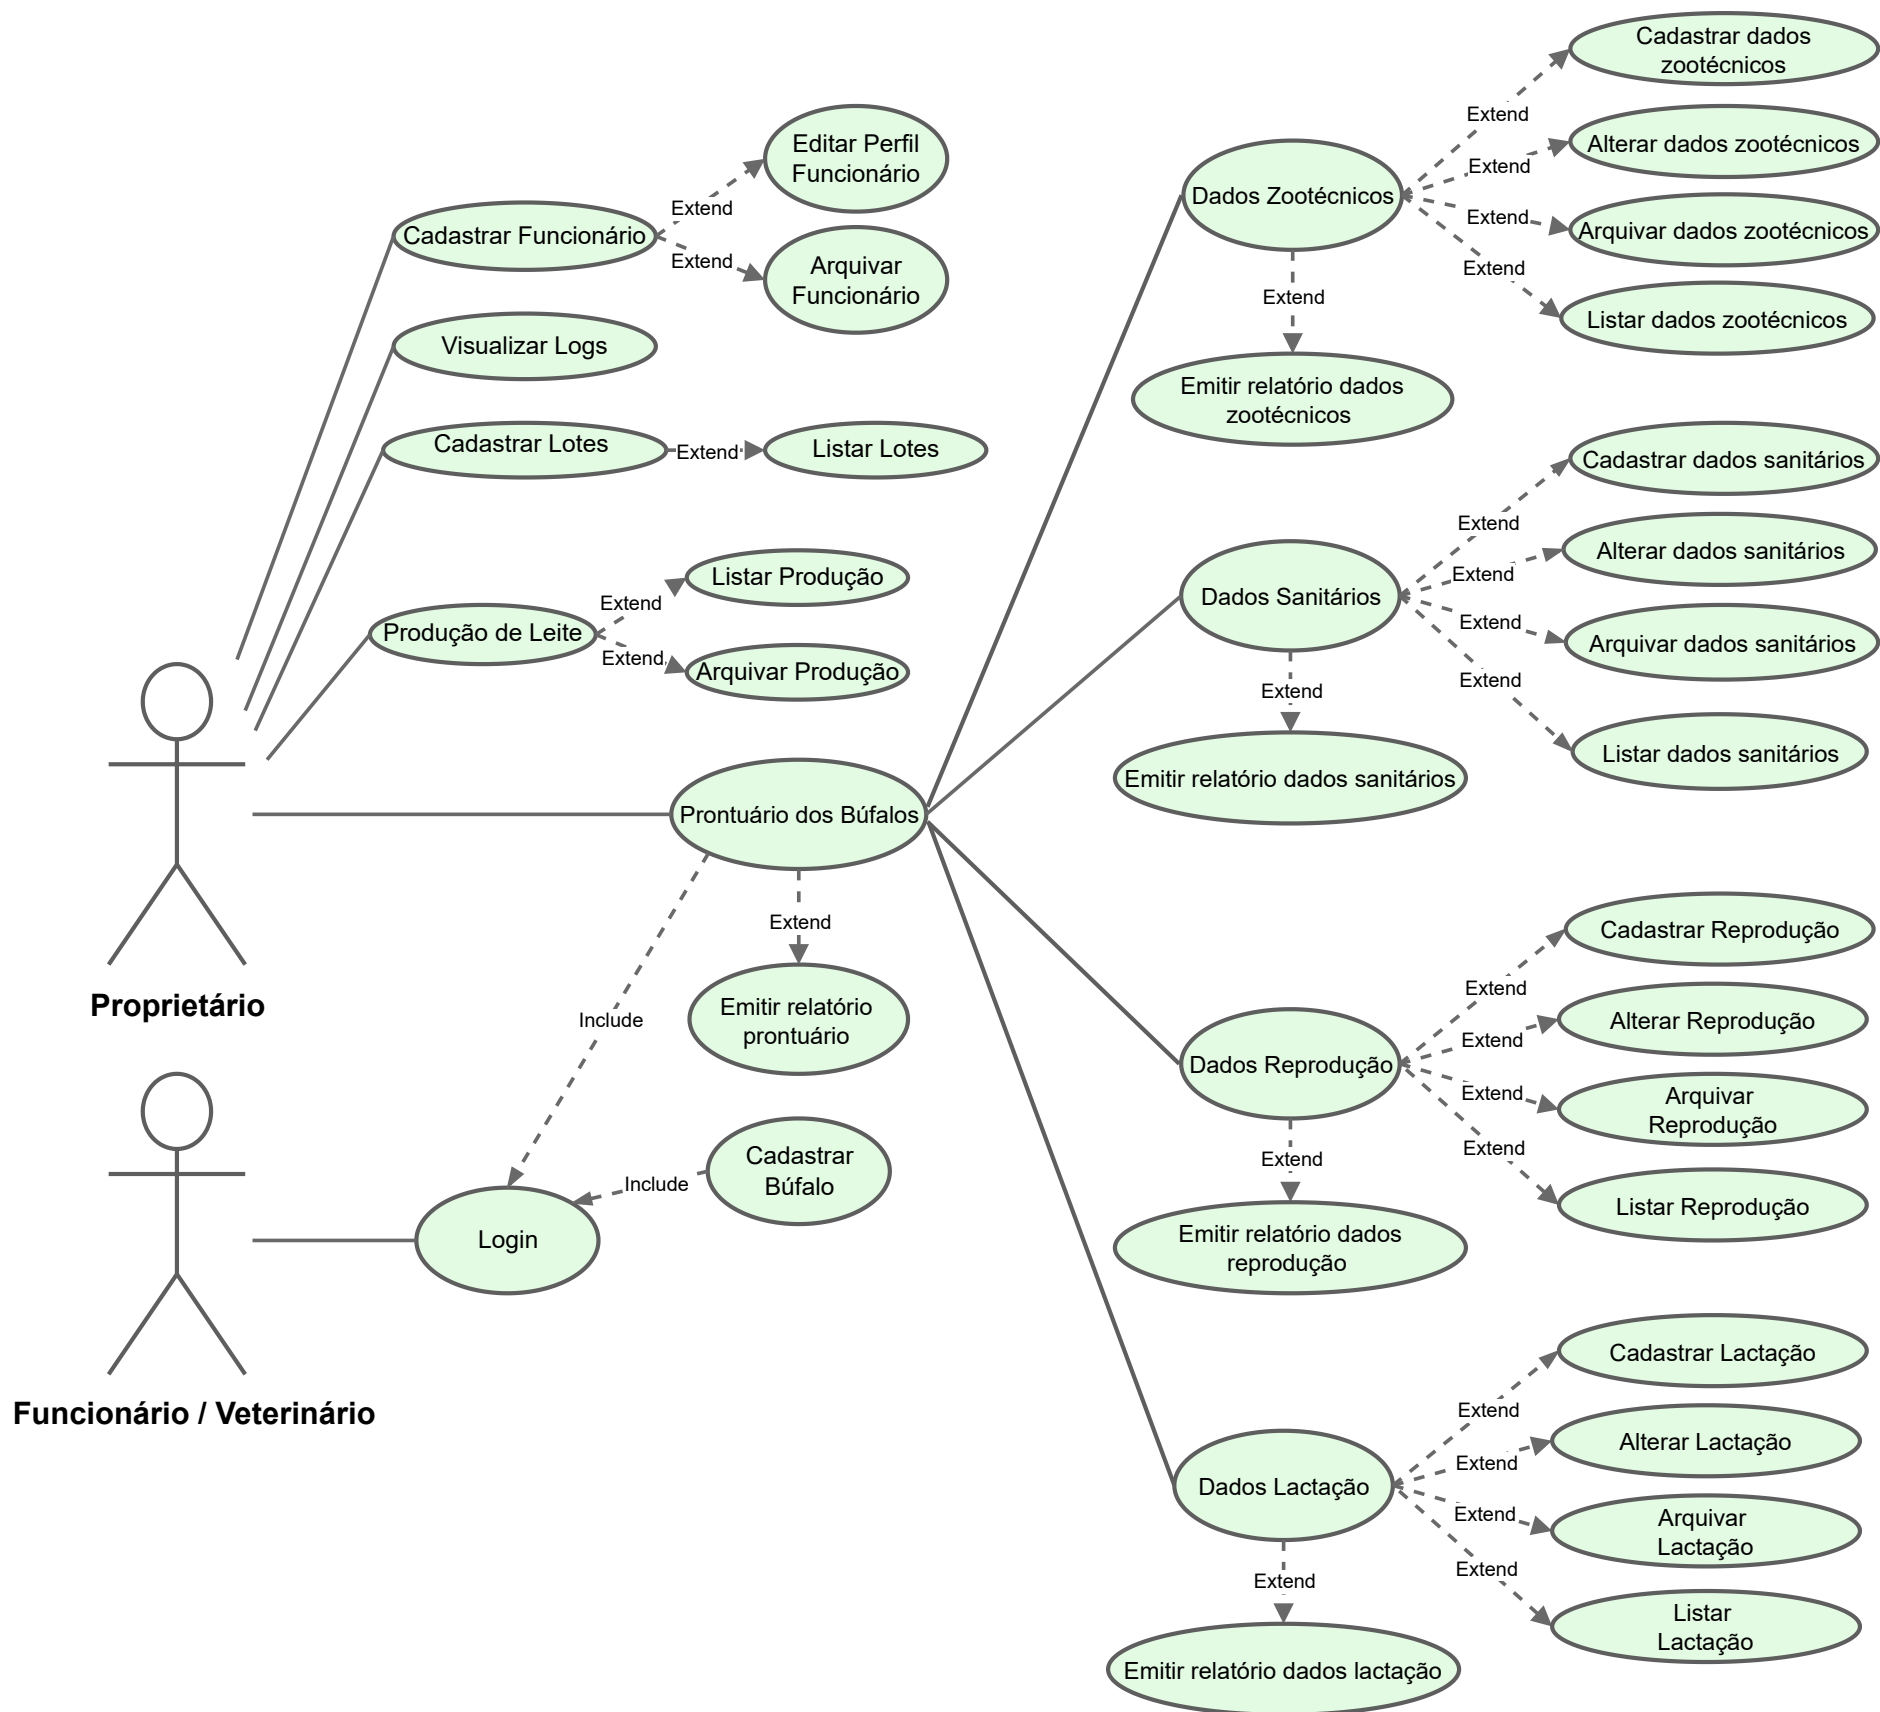 Cadastrar dados
zootécnicos
Extend
Alterar dados zootécnicos
Extend
Arquivar dados zootécnicos
Extend
Listar dados zootécnicos
Extend
Dados Zootécnicos
Extend
Emitir relatório dados
zootécnicos
Editar Perfil
Funcionário
Extend
Cadastrar Funcionário
Extend
Arquivar
Funcionário
Visualizar Logs
Cadastrar Lotes
Extend
Listar Lotes
Listar Produção
Extend
Produção de Leite
Extend
Arquivar Produção
Cadastrar dados sanitários
Extend
Alterar dados sanitários
Extend
Dados Sanitários
Extend
Arquivar dados sanitários
Extend
Listar dados sanitários
Extend
Emitir relatório dados sanitários
Prontuário dos Búfalos
Extend
Emitir relatório
prontuário
Include
Proprietário
Cadastrar
Búfalo
Include
Login
Funcionário / Veterinário
Cadastrar Reprodução
Extend
Alterar Reprodução
Extend
Dados Reprodução
Extend
Arquivar
Reprodução
Extend
Listar Reprodução
Extend
Emitir relatório dados
reprodução
Cadastrar Lactação
Extend
Alterar Lactação
Extend
Dados Lactação
Extend
Arquivar
Lactação
Extend
Listar
Lactação
Extend
Emitir relatório dados lactação